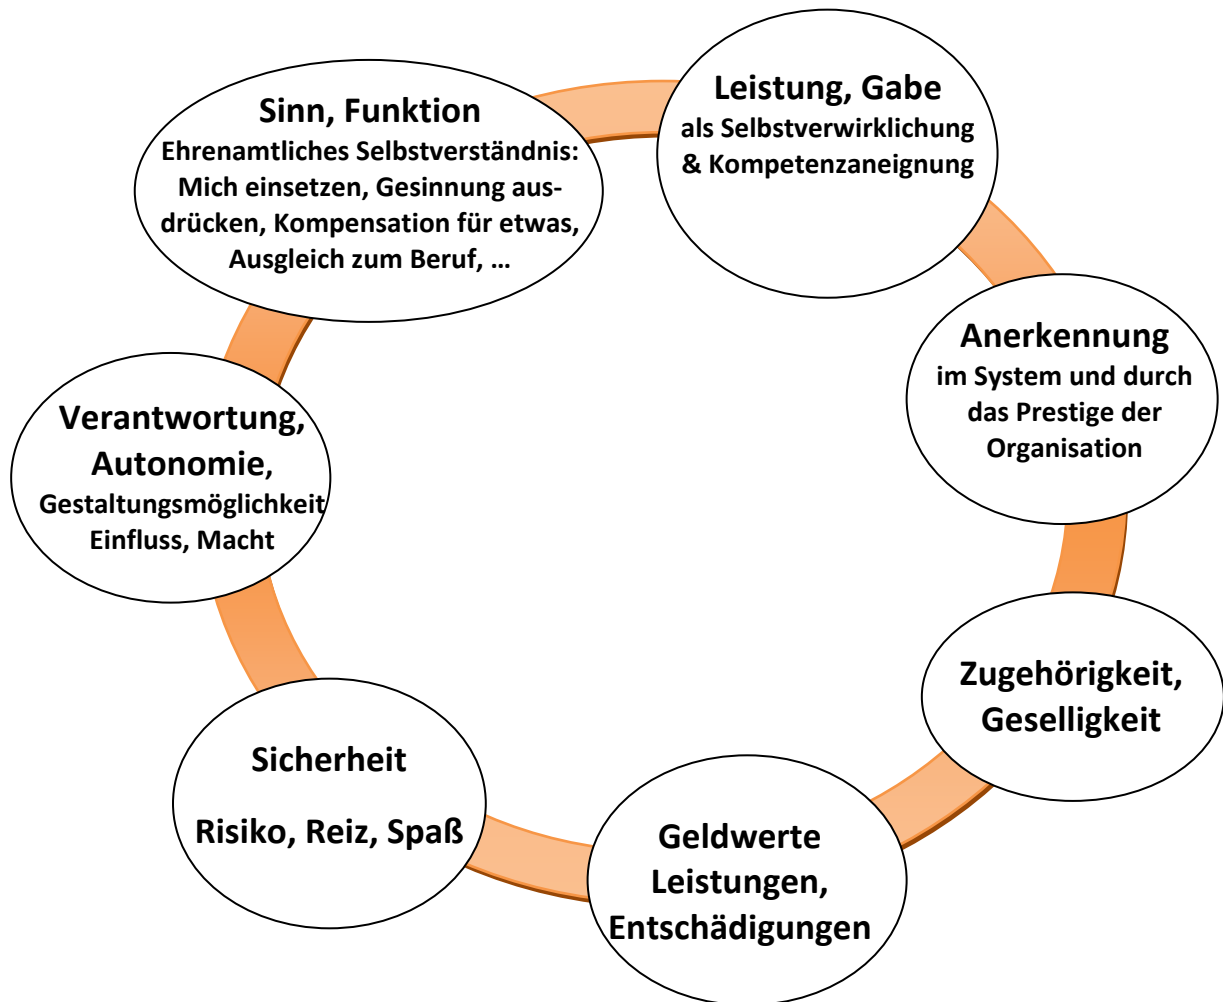 Sinn, Funktion
Ehrenamtliches Selbstverständnis:
Mich einsetzen, Gesinnung aus-
drücken, Kompensation für etwas,
Ausgleich zum Beruf, …
Leistung, Gabe
als Selbstverwirklichung
& Kompetenzaneignung
Anerkennung
im System und durch
das Prestige der
Organisation
Zugehörigkeit,
Geselligkeit
Geldwerte
Leistungen,
Entschädigungen
Sicherheit
Risiko, Reiz, Spaß
Verantwortung,
Autonomie,
Gestaltungsmöglichkeit
Einfluss, Macht